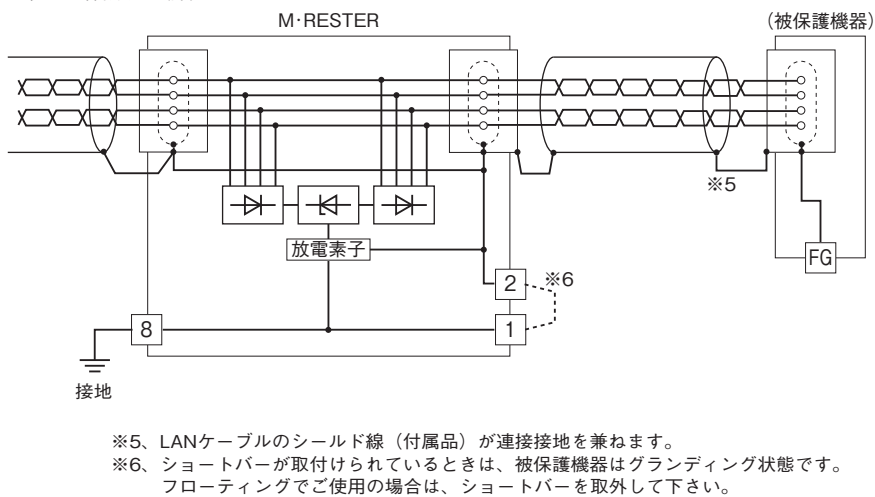 M·RESTER
(被保護機器)
※5
放電素子
FG
2
※6
8
1
接地
※5、LANケーブルのシールド線（付属品）が連接接地を兼ねます。
※6、ショートバーが取付けられているときは、被保護機器はグランディング状態です。
フローティングでご使用の場合は、ショートバーを取外して下さい。